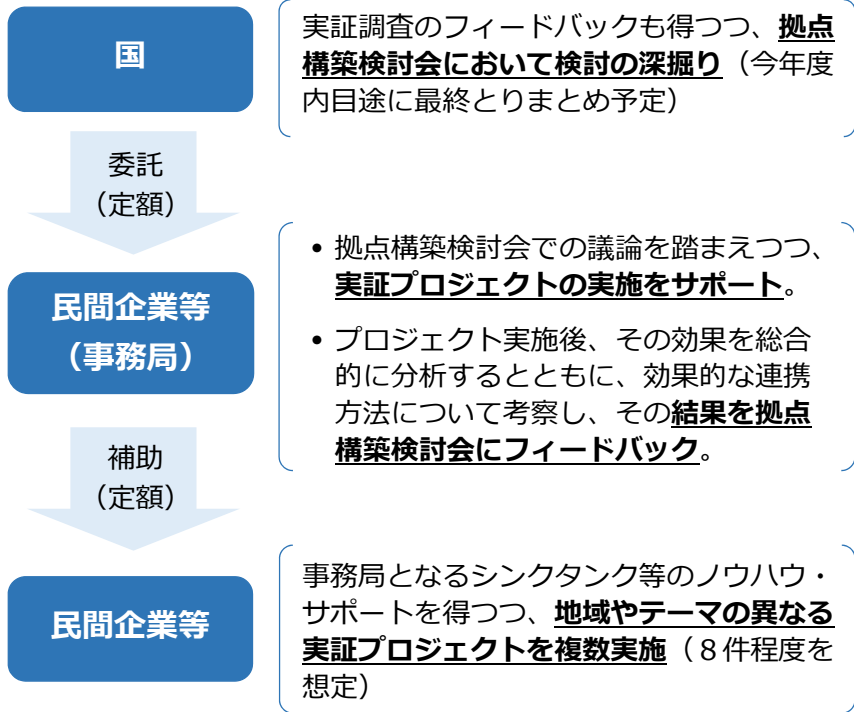 国
実証調査のフィードバックも得つつ、拠点
構築検討会において検討の深掘り（今年度
内目途に最終とりまとめ予定）
委託
（定額）
民間企業等
（事務局）
• 拠点構築検討会での議論を踏まえつつ、
実証プロジェクトの実施をサポート。
• プロジェクト実施後、その効果を総合
的に分析するとともに、効果的な連携
方法について考察し、その結果を拠点
構築検討会にフィードバック。
補助
（定額）
民間企業等
事務局となるシンクタンク等のノウハウ・
サポートを得つつ、地域やテーマの異なる
実証プロジェクトを複数実施（８件程度を
想定）